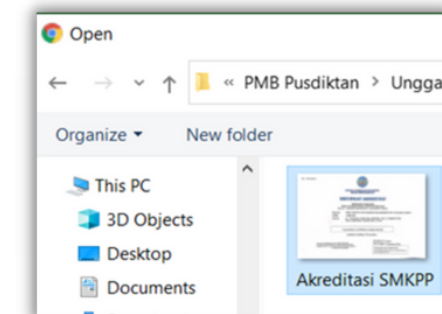 Open
« PMB Pusdiktan > Ungga
Organize New folder
This PC
3D Objects
Desktop
Documents
Akreditasi SMKPP